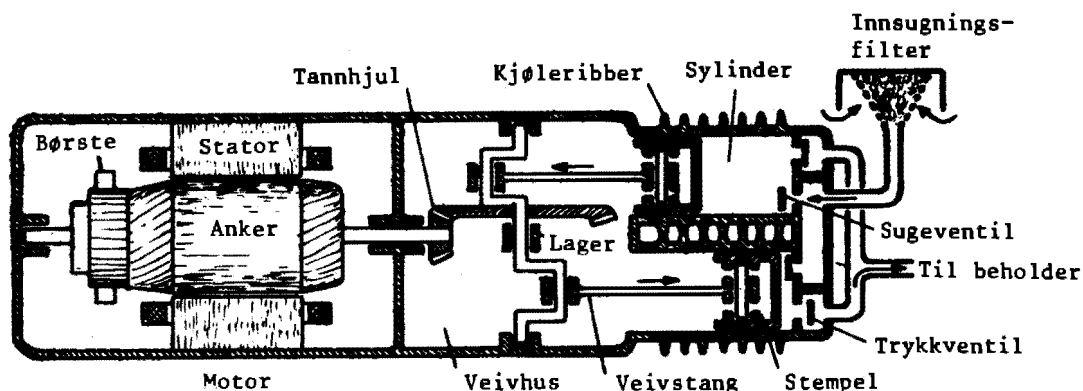 Innsugnings-
filter
Tannhjul
Kjøleribber
Sylinder
Børste
Stator
Anker
Lager
Sugeventil
Til beholder
Trykkventil
Motor
Veivhus
Veivstang
Stempel